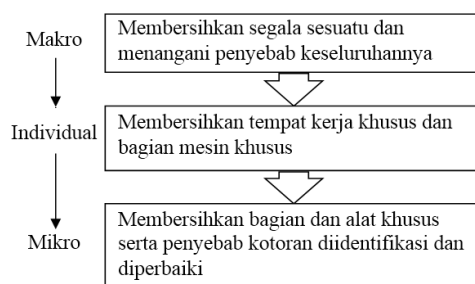 Makro
Membersihkan segala sesuatu dan
menangani penyebab keseluruhannya
Individual
Membersihkan tempat kerja khusus dan
bagian mesin khusus
Mikro
Membersihkan bagian dan alat khusus
serta penyebab kotoran diidentifikasi dan
diperbaiki